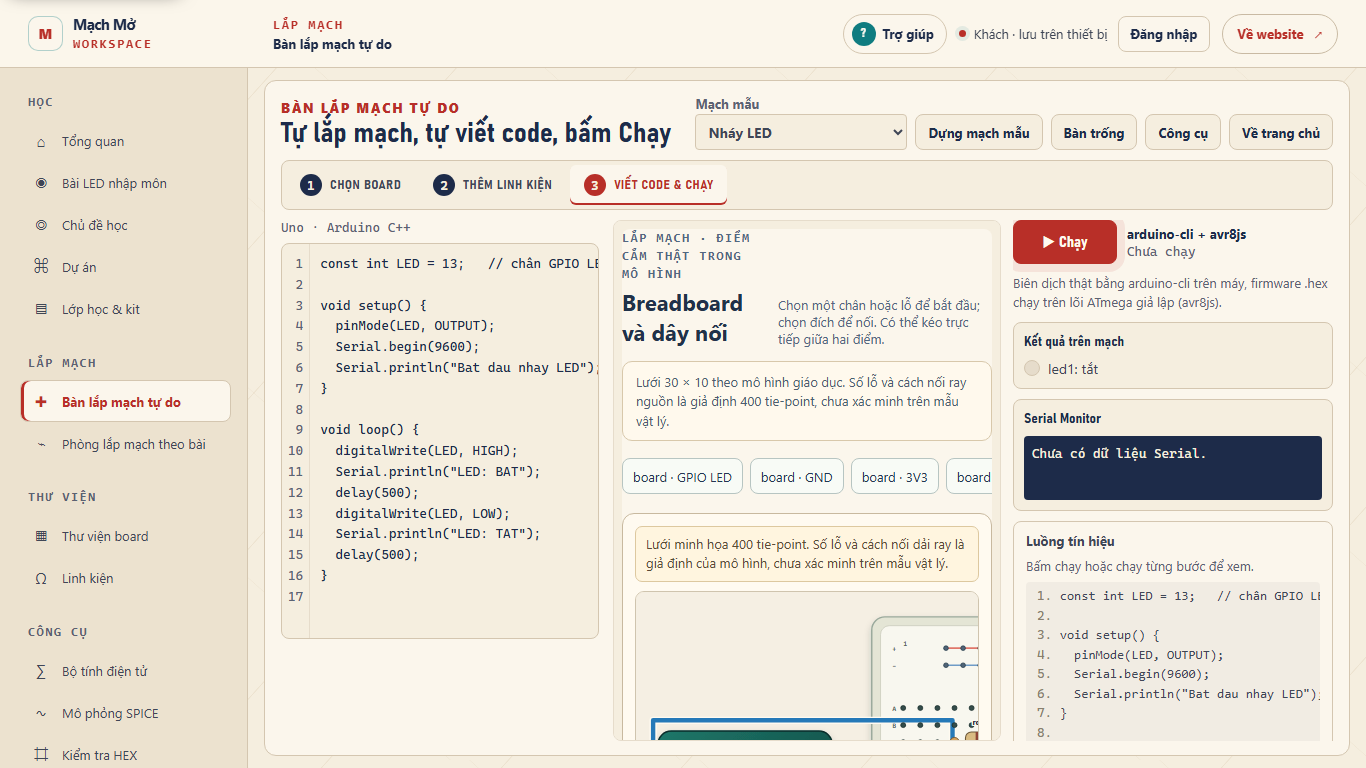 M
Mạch Mở
WORKSPACE
LẮP MẠCH
Bàn lắp mạch tự do
? Trợ giúp
Khách · lưu trên thiết bị
Đăng nhập
Về website ↗
HỌC
Tổng quan
Bài LED nhập môn
Chủ đề học
Dự án
Lớp học & kit
LẮP MẠCH
Bàn lắp mạch tự do
Phòng lắp mạch theo bài
THƯ VIỆN
Thư viện board
Linh kiện
CÔNG CỤ
Bộ tính điện tử
Mô phỏng SPICE
Kiểm tra HEX
BÀN LẮP MẠCH TỰ DO
Tự lắp mạch, tự viết code, bấm Chạy
Mạch mẫu
Nháy LED
Dựng mạch mẫu
Bàn trống
Công cụ
Về trang chủ
1 CHỌN BOARD
2 THÊM LINH KIỆN
3 VIẾT CODE & CHẠY
Uno · Arduino C++
1 const int LED = 13;   // chân GPIO LE
2
3 void setup() {
4   pinMode(LED, OUTPUT);
5   Serial.begin(9600);
6   Serial.println("Bat dau nhay LED");
7 }
8
9 void loop() {
10   digitalWrite(LED, HIGH);
11   Serial.println("LED: BAT");
12   delay(500);
13   digitalWrite(LED, LOW);
14   Serial.println("LED: TAT");
15   delay(500);
16 }
17
LẮP MẠCH · ĐIỂM
CẮM THẬT TRONG
MÔ HÌNH
Breadboard
và dây nối
Chọn một chân hoặc lỗ để bắt đầu;
chọn đích để nối. Có thể kéo trực
tiếp giữa hai điểm.
Lưới 30 × 10 theo mô hình giáo dục. Số lỗ và cách nối ray
nguồn là giả định 400 tie-point, chưa xác minh trên mẫu
vật lý.
board · GPIO LED
board · GND
board · 3V3
board
Lưới minh họa 400 tie-point. Số lỗ và cách nối dải ray là
giả định của mô hình, chưa xác minh trên mẫu vật lý.
+ 1
-
A
B
▶ Chạy
arduino-cli + avr8js
Chưa chạy
Biên dịch thật bằng arduino-cli trên máy, firmware .hex
chạy trên lõi ATmega giả lập (avr8js).
Kết quả trên mạch
led1: tắt
Serial Monitor
Chưa có dữ liệu Serial.
Luồng tín hiệu
Bấm chạy hoặc chạy từng bước để xem.
1. const int LED = 13;   // chân GPIO LE
2.
3. void setup() {
4.   pinMode(LED, OUTPUT);
5.   Serial.begin(9600);
6.   Serial.println("Bat dau nhay LED");
7. }
8.